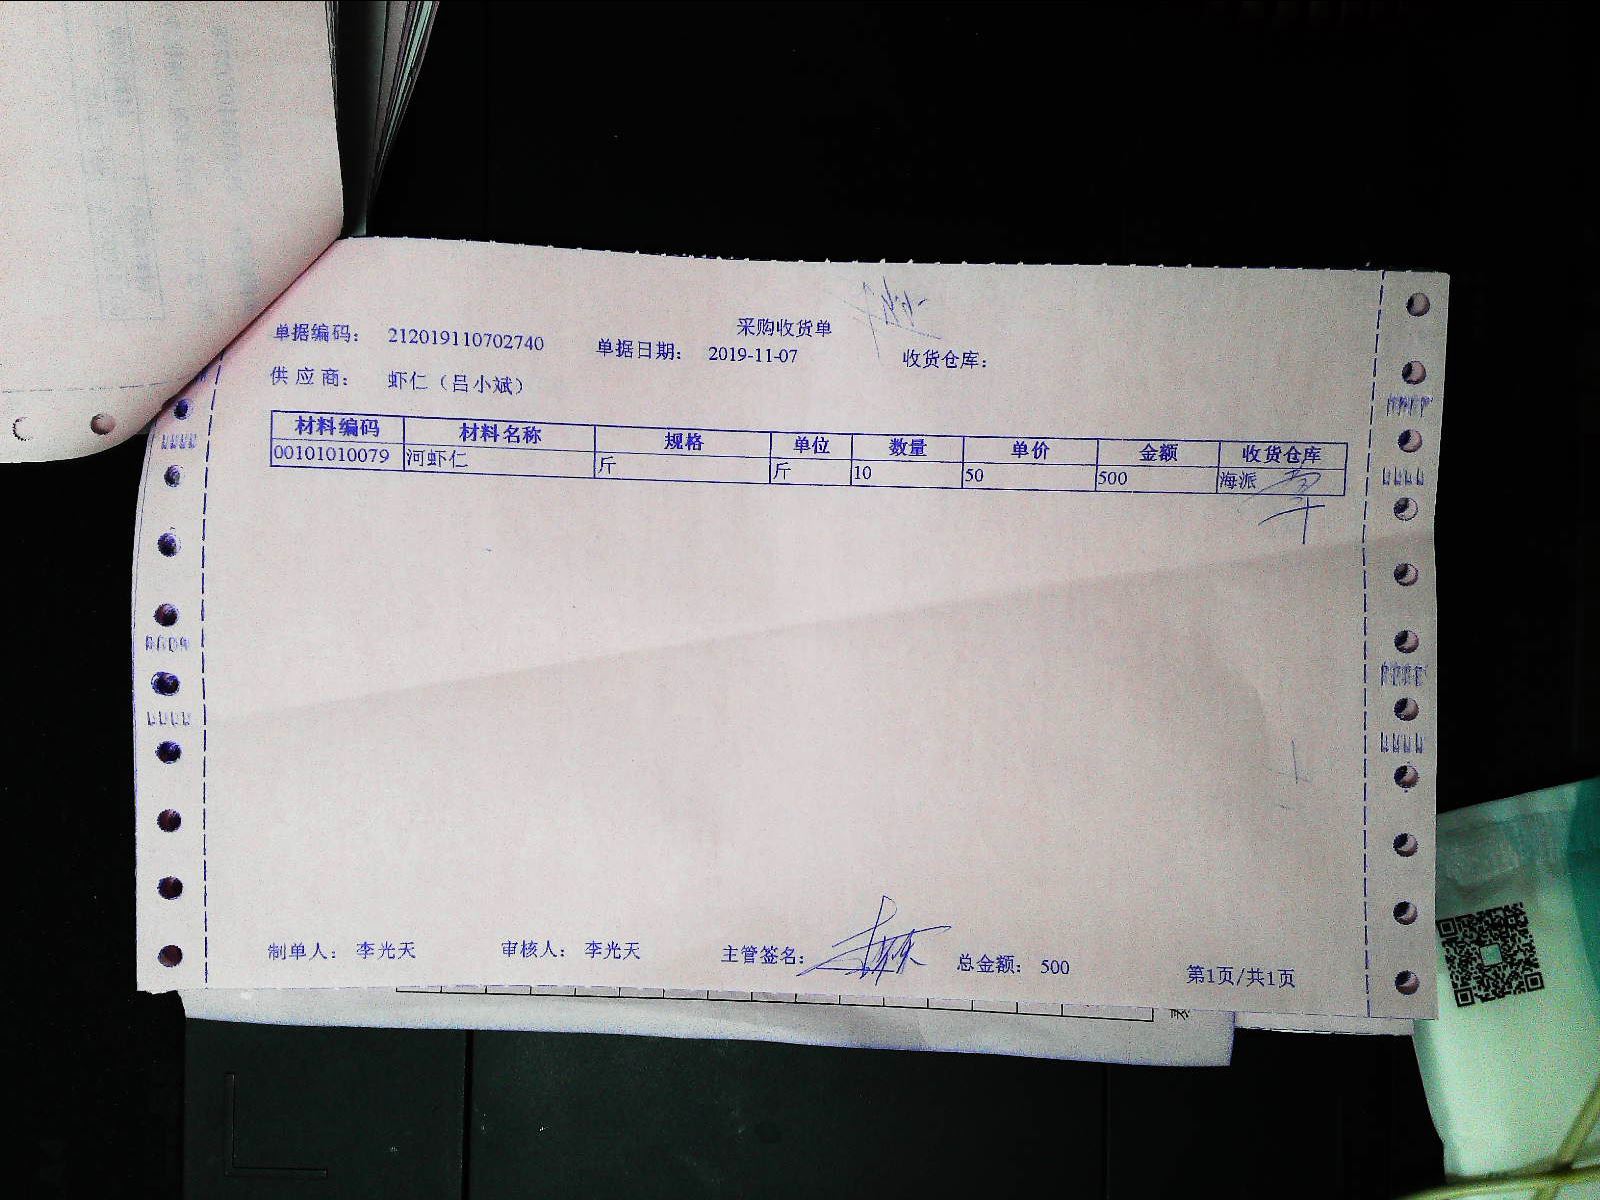 采购收货单
单据编码： 212019110702740 单据日期： 2019-11-07 收货仓库：
供 应 商： 虾仁（吕小斌）
材料编码 材料名称 规格 单位 数量 单价 金额 收货仓库
00101010079 河虾仁 斤 斤 10 50 500 海派
制单人： 李光天 审核人： 李光天 主管签名： 总金额： 500 第1页/共1页